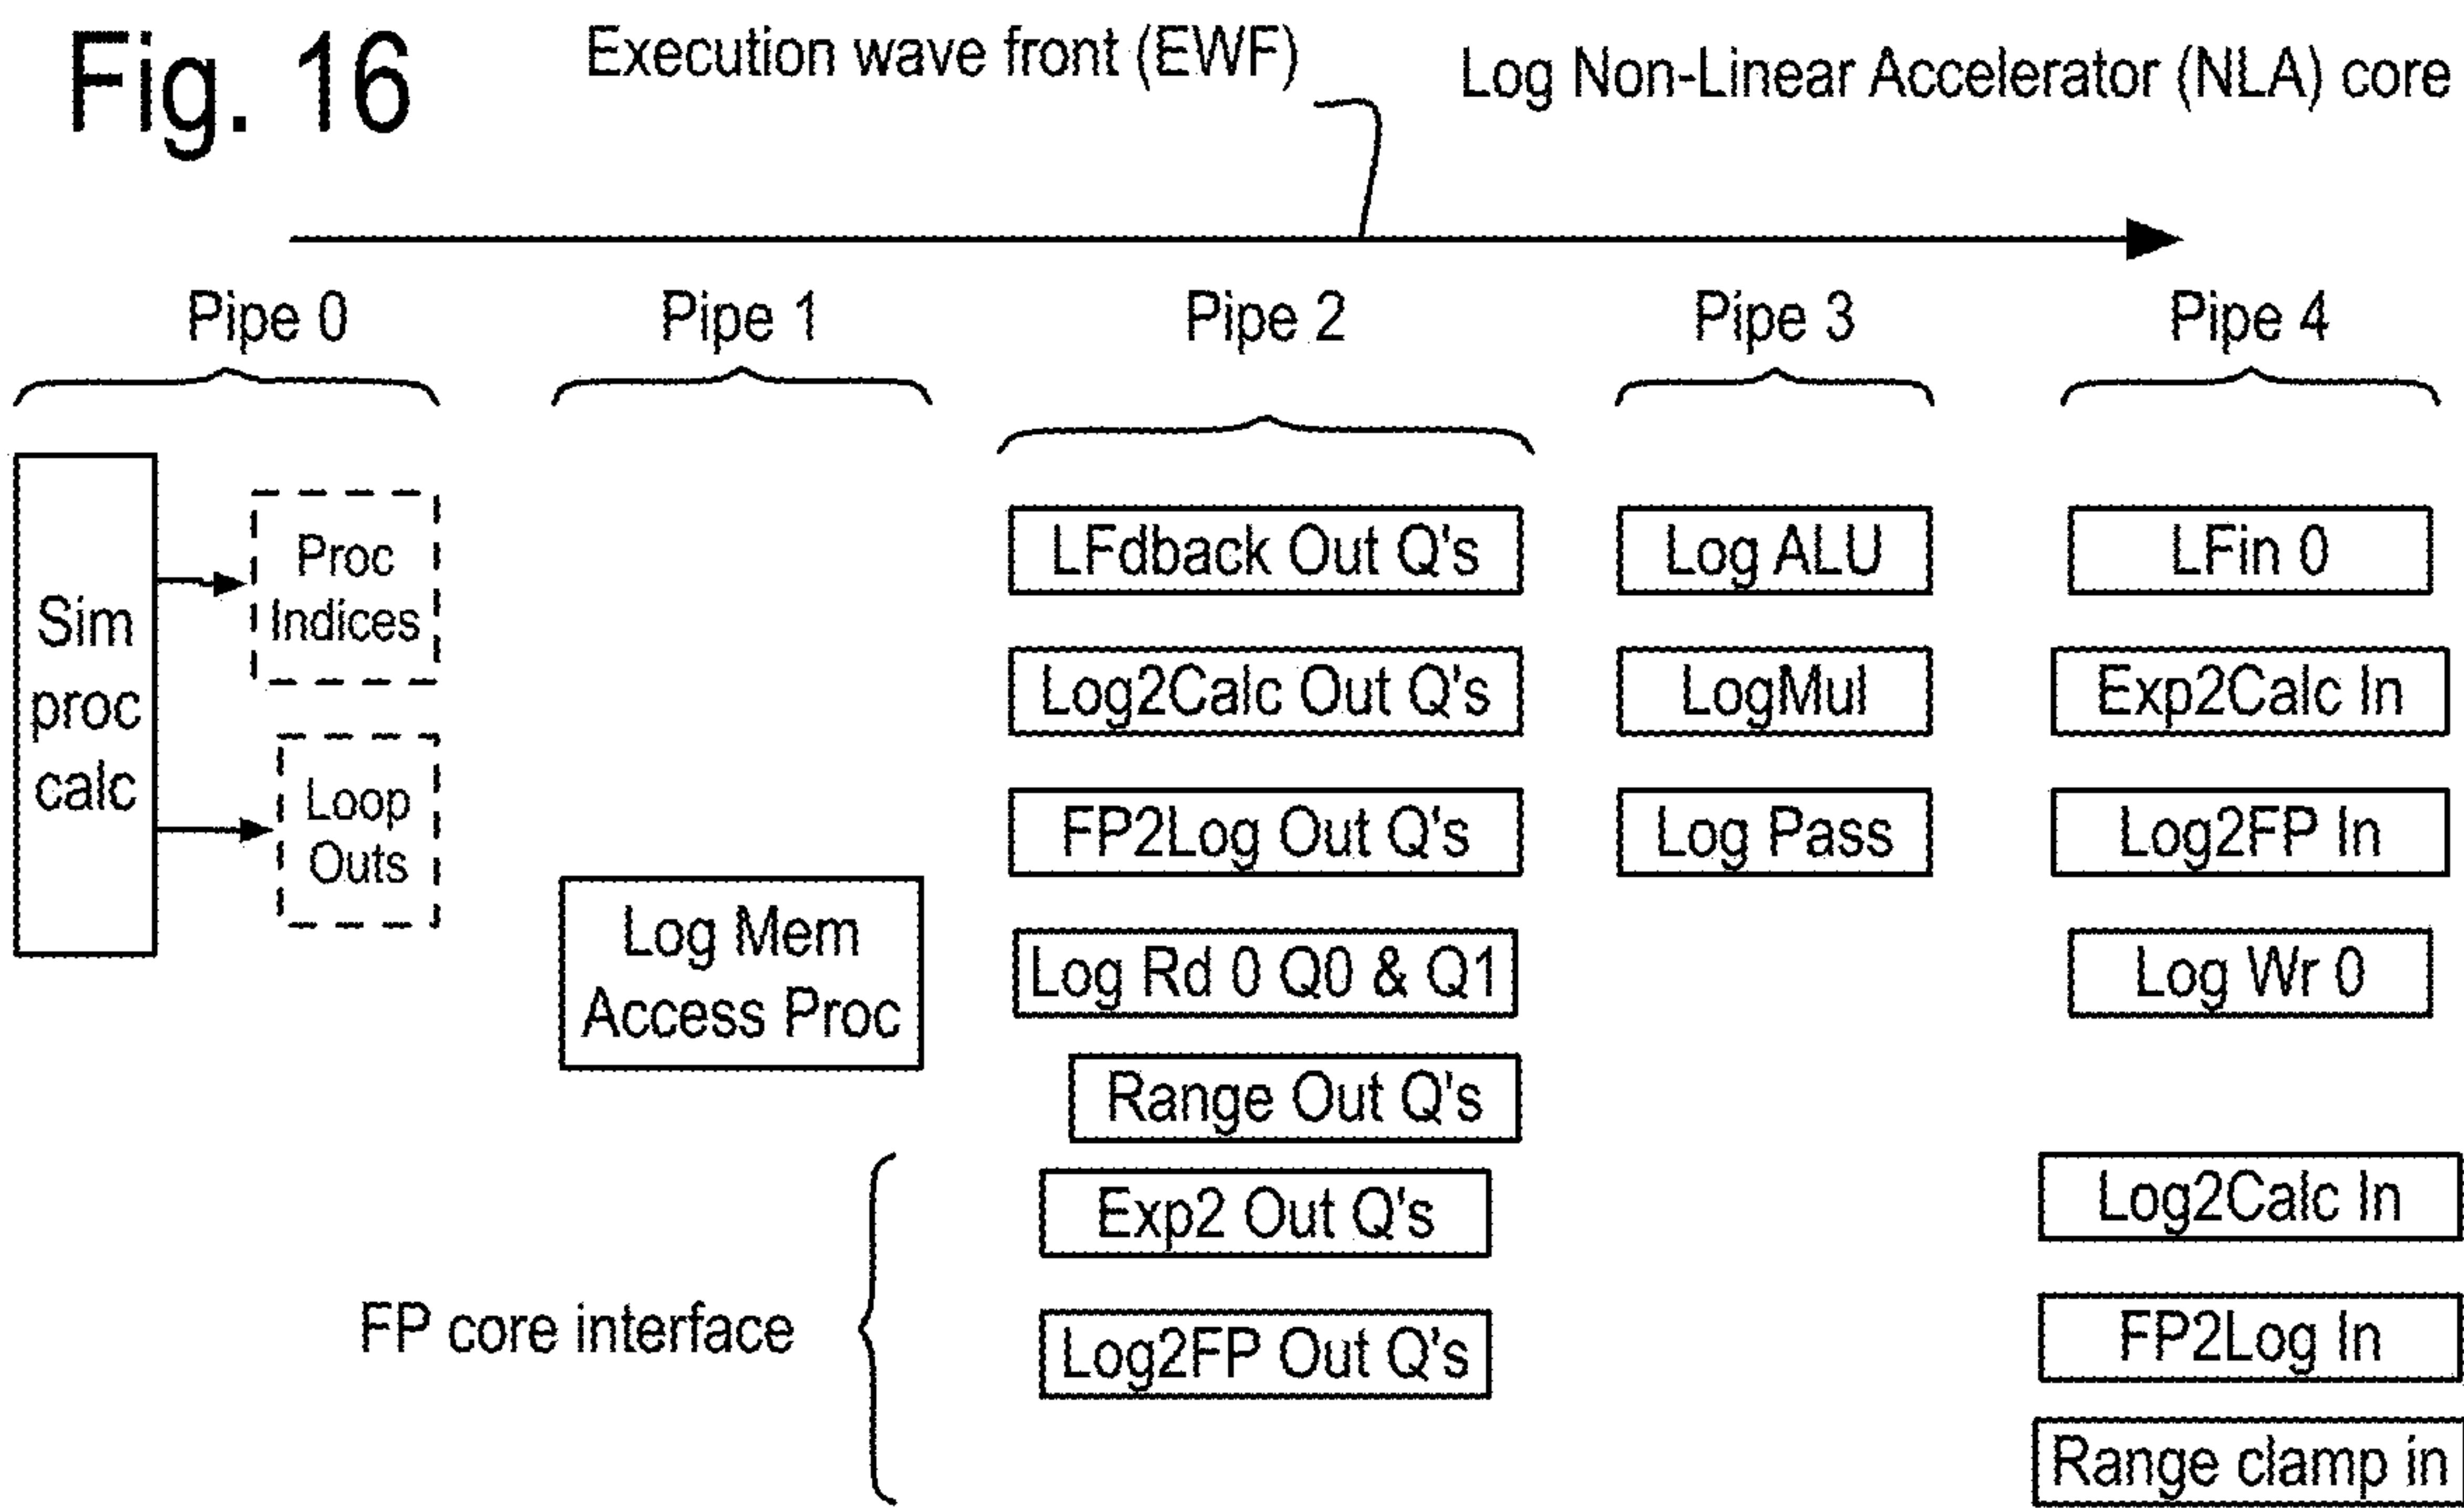 Fig. 16
Execution wave front (EWF)
Log Non-Linear Accelerator (NLA) core
Pipe 0
Pipe 1
Pipe 2
Pipe 3
Pipe 4
Sim
proc
calc
Proc
Indices
Loop
Outs
Log Mem
Access Proc
LFdback Out Q's
Log2Calc Out Q's
FP2Log Out Q's
Log Rd 0 Q0 & Q1
Range Out Q's
FP core interface
Exp2 Out Q's
Log2FP Out Q's
Log ALU
LogMul
Log Pass
LFin 0
Exp2Calc In
Log2FP In
Log Wr 0
Log2Calc In
FP2Log In
Range clamp in